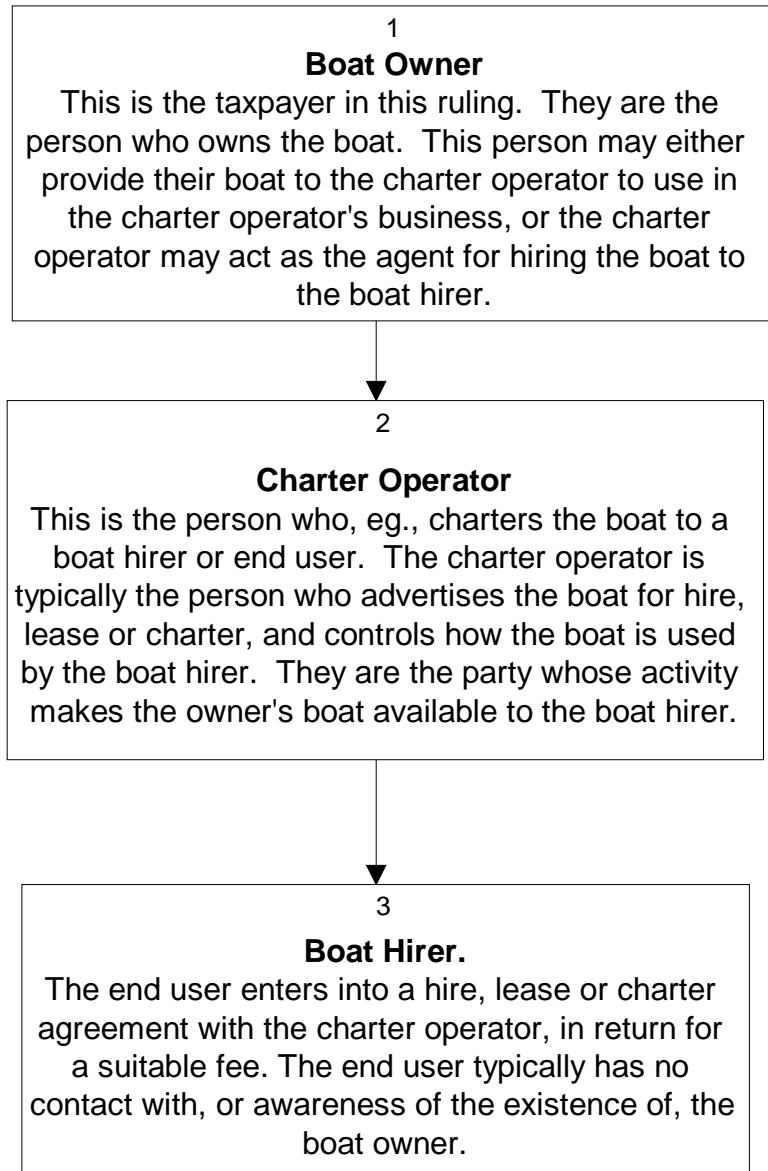 1
Boat Owner
This is the taxpayer in this ruling. They are the
person who owns the boat. This person may either
provide their boat to the charter operator to use in
the charter operator's business, or the charter
operator may act as the agent for hiring the boat to
the boat hirer.
2
Charter Operator
This is the person who, eg., charters the boat to a
boat hirer or end user. The charter operator is
typically the person who advertises the boat for hire,
lease or charter, and controls how the boat is used
by the boat hirer. They are the party whose activity
makes the owner's boat available to the boat hirer.
3
Boat Hirer.
The end user enters into a hire, lease or charter
agreement with the charter operator, in return for
a suitable fee. The end user typically has no
contact with, or awareness of the existence of, the
boat owner.